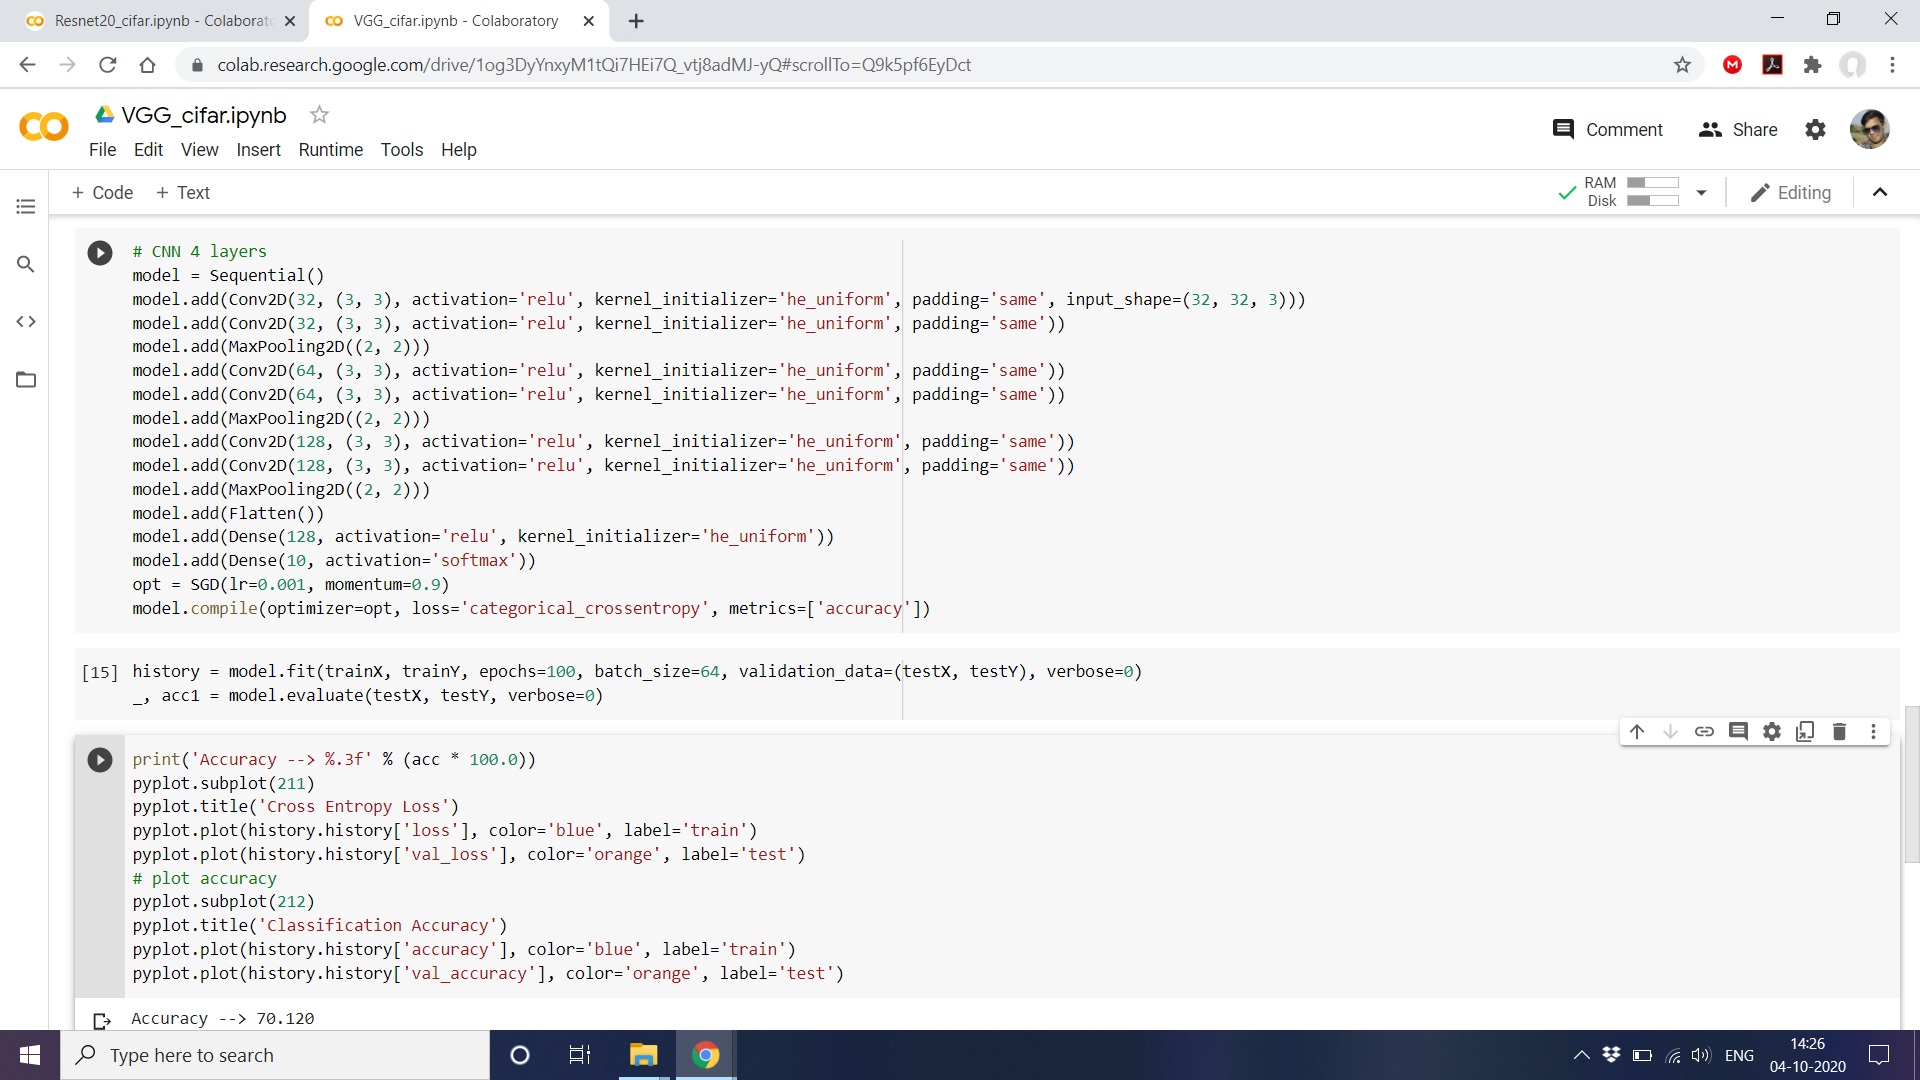 Resnet20_cifar.ipynb - Colaborato
VGG_cifar.ipynb - Colaboratory
colab.research.google.com/drive/1og3DyYnxyM1tQi7HEi7Q_vtj8adMJ-yQ#scrollTo=Q9k5pf6EyDct
VGG_cifar.ipynb
Comment Share
File Edit View Insert Runtime Tools Help
+ Code + Text
RAM
Disk
Editing
# CNN 4 layers
model = Sequential()
model.add(Conv2D(32, (3, 3), activation='relu', kernel_initializer='he_uniform', padding='same', input_shape=(32, 32, 3)))
model.add(Conv2D(32, (3, 3), activation='relu', kernel_initializer='he_uniform', padding='same'))
model.add(MaxPooling2D((2, 2)))
model.add(Conv2D(64, (3, 3), activation='relu', kernel_initializer='he_uniform', padding='same'))
model.add(Conv2D(64, (3, 3), activation='relu', kernel_initializer='he_uniform', padding='same'))
model.add(MaxPooling2D((2, 2)))
model.add(Conv2D(128, (3, 3), activation='relu', kernel_initializer='he_uniform', padding='same'))
model.add(Conv2D(128, (3, 3), activation='relu', kernel_initializer='he_uniform', padding='same'))
model.add(MaxPooling2D((2, 2)))
model.add(Flatten())
model.add(Dense(128, activation='relu', kernel_initializer='he_uniform'))
model.add(Dense(10, activation='softmax'))
opt = SGD(lr=0.001, momentum=0.9)
model.compile(optimizer=opt, loss='categorical_crossentropy', metrics=['accuracy'])
[15] history = model.fit(trainX, trainY, epochs=100, batch_size=64, validation_data=(testX, testY), verbose=0)
_, acc1 = model.evaluate(testX, testY, verbose=0)
print('Accuracy --> %.3f' % (acc * 100.0))
pyplot.subplot(211)
pyplot.title('Cross Entropy Loss')
pyplot.plot(history.history['loss'], color='blue', label='train')
pyplot.plot(history.history['val_loss'], color='orange', label='test')
# plot accuracy
pyplot.subplot(212)
pyplot.title('Classification Accuracy')
pyplot.plot(history.history['accuracy'], color='blue', label='train')
pyplot.plot(history.history['val_accuracy'], color='orange', label='test')
Accuracy --> 70.120
Type here to search
ENG
14:26
04-10-2020